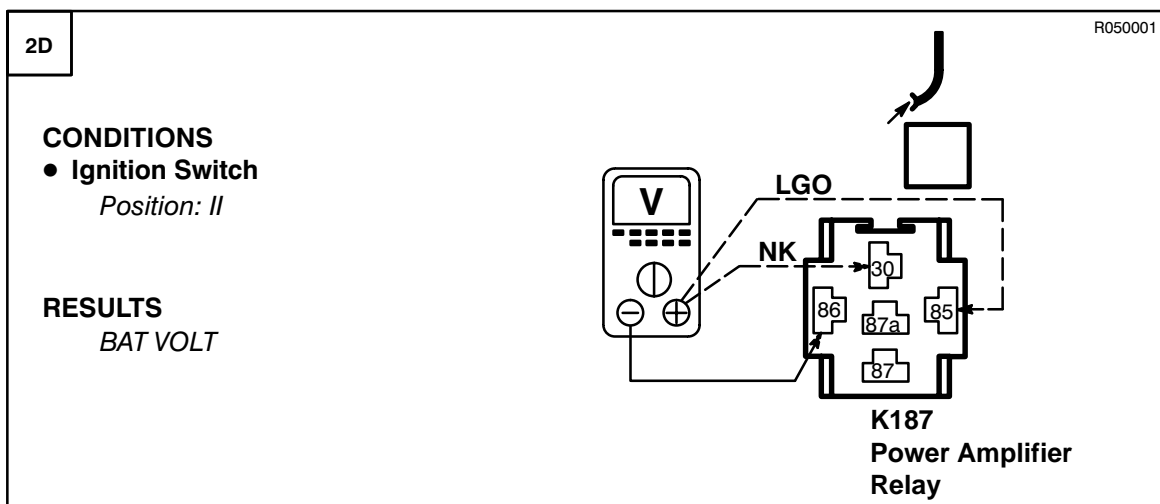 2D
R050001
CONDITIONS
● Ignition Switch
Position: II
RESULTS
BAT VOLT
V
LGO
NK
30
86
87a
85
87
K187
Power Amplifier
Relay